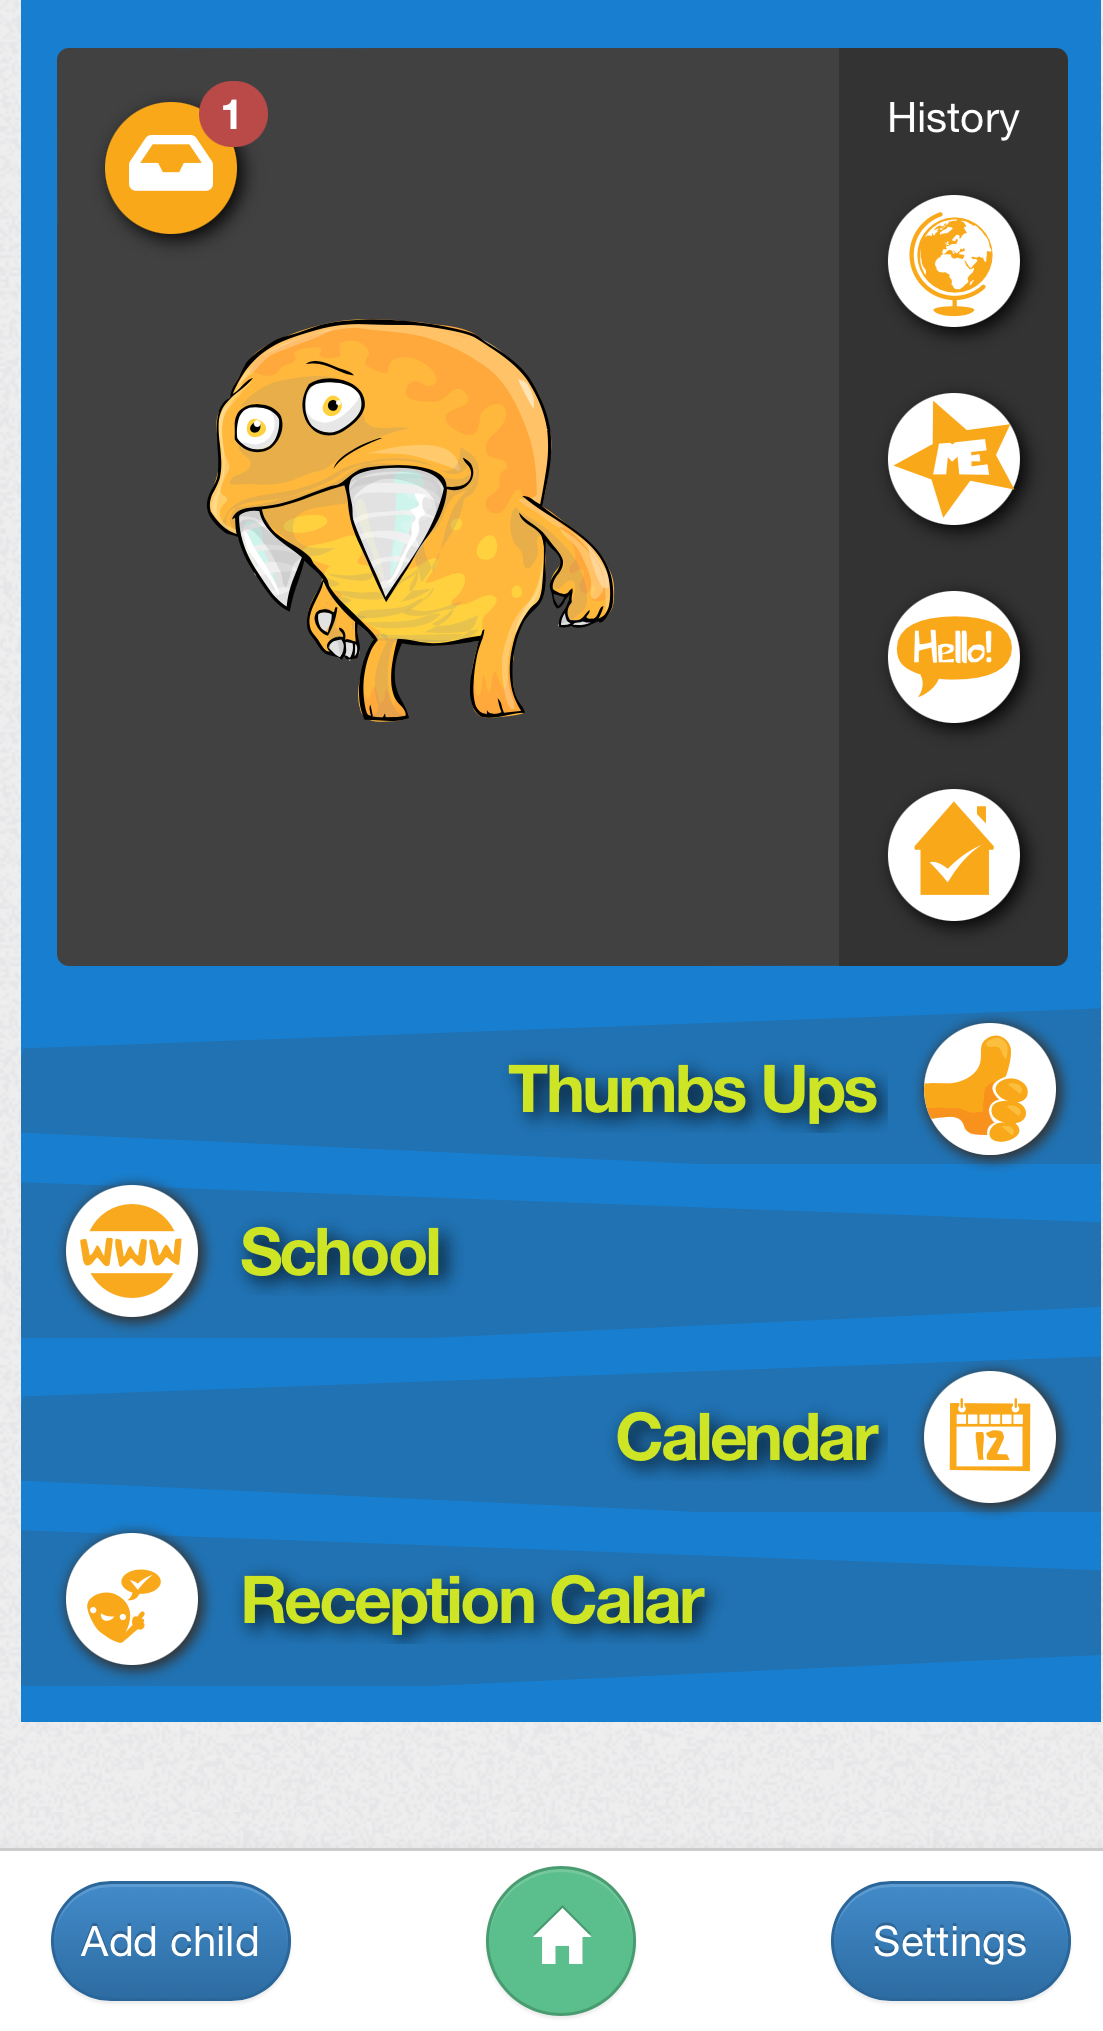 1
History
ME
Hello!
Thumbs Ups
WWW
School
Calendar
12
Reception Calar
Add child
Settings